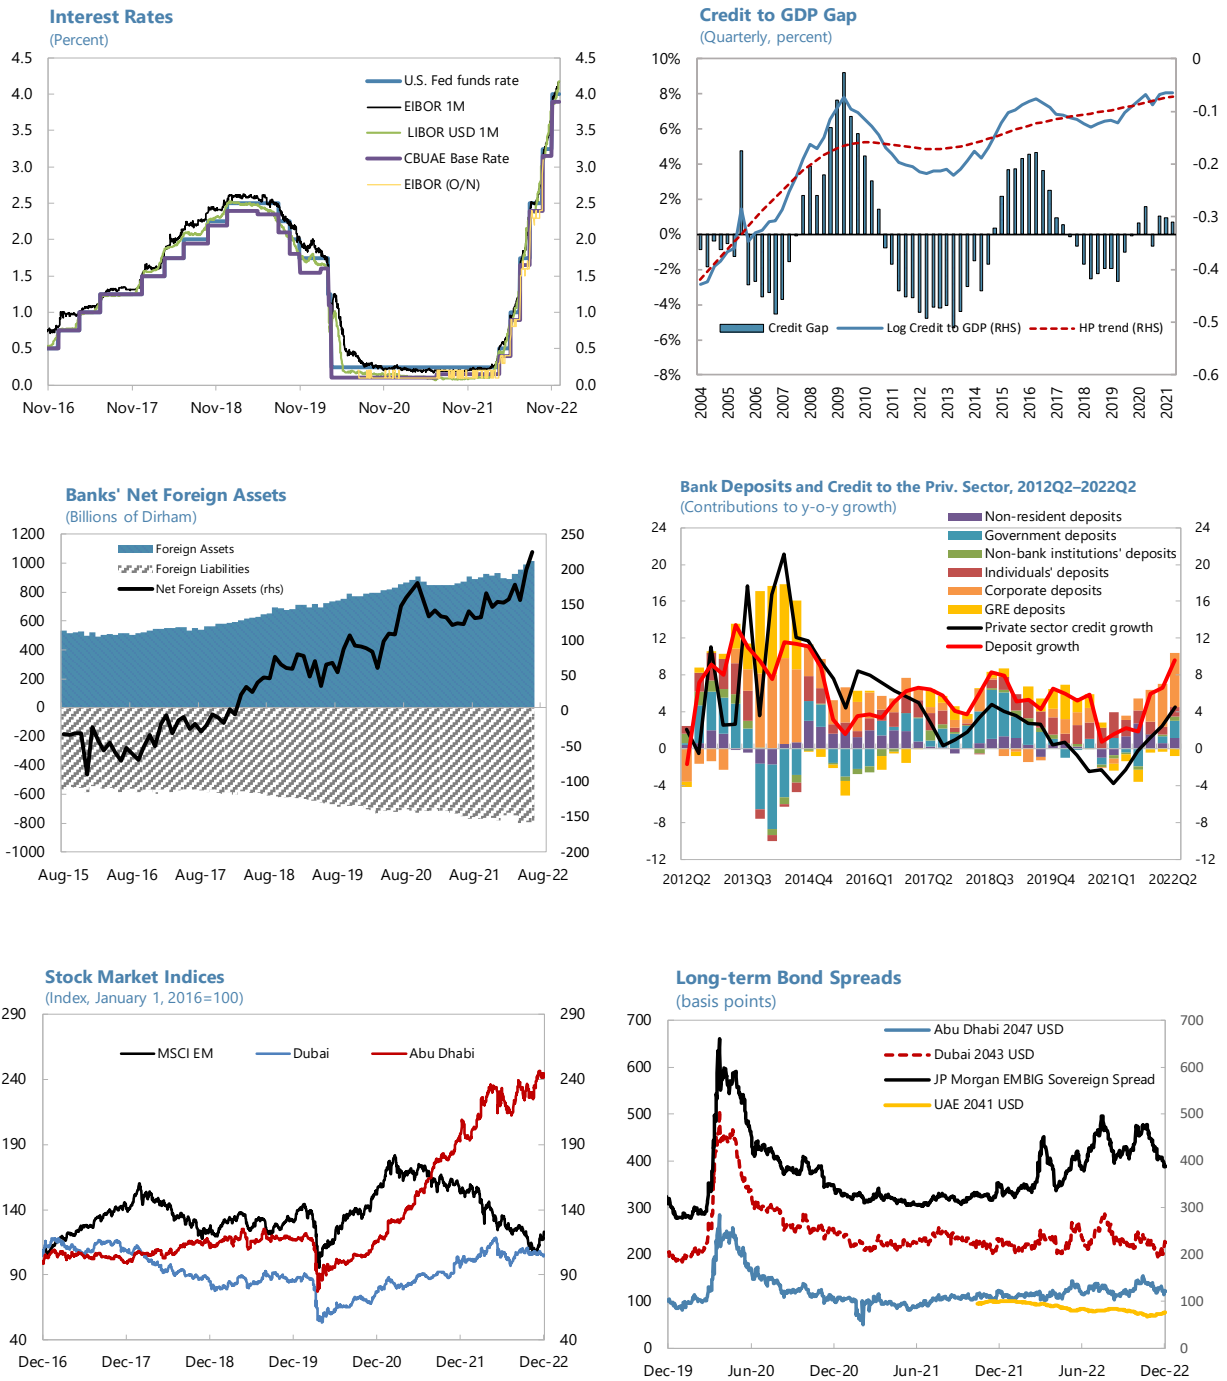 Interest Rates
(Percent)
4.5
4.0
3.5
3.0
2.5
2.0
1.5
1.0
0.5
0.0
4.5
4.0
3.5
3.0
2.5
2.0
1.5
1.0
0.5
0.0
U.S. Fed funds rate
EIBOR 1M
LIBOR USD 1M
CBUAE Base Rate
EIBOR (O/N)
Nov-16 Nov-17 Nov-18 Nov-19 Nov-20 Nov-21 Nov-22
Credit to GDP Gap
(Quarterly, percent)
10%
8%
6%
4%
2%
0%
-2%
-4%
-6%
-8%
0
-0.1
-0.2
-0.3
-0.4
-0.5
-0.6
Credit Gap
Log Credit to GDP (RHS)
HP trend (RHS)
2004 2005 2006 2007 2008 2009 2010 2011 2012 2013 2014 2015 2016 2017 2018 2019 2020 2021
Banks' Net Foreign Assets
(Billions of Dirham)
1200
1000
800
600
400
200
0
-200
-400
-600
-800
-1000
250
200
150
100
50
0
-50
-100
-150
-200
Foreign Assets
Foreign Liabilities
Net Foreign Assets (rhs)
Aug-15 Aug-16 Aug-17 Aug-18 Aug-19 Aug-20 Aug-21 Aug-22
Bank Deposits and Credit to the Priv. Sector, 2012Q2–2022Q2
(Contributions to y-o-y growth)
24
20
16
12
8
4
0
-4
-8
-12
24
20
16
12
8
4
0
-4
-8
-12
Non-resident deposits
Government deposits
Non-bank institutions' deposits
Individuals' deposits
Corporate deposits
GRE deposits
Private sector credit growth
Deposit growth
2012Q2 2013Q3 2014Q4 2016Q1 2017Q2 2018Q3 2019Q4 2021Q1 2022Q2
Stock Market Indices
(Index, January 1, 2016=100)
290
240
190
140
90
40
290
240
190
140
90
40
MSCI EM
Dubai
Abu Dhabi
Dec-16 Dec-17 Dec-18 Dec-19 Dec-20 Dec-21 Dec-22
Long-term Bond Spreads
(basis points)
700
600
500
400
300
200
100
0
700
600
500
400
300
200
100
0
Abu Dhabi 2047 USD
Dubai 2043 USD
JP Morgan EMBIG Sovereign Spread
UAE 2041 USD
Dec-19 Jun-20 Dec-20 Jun-21 Dec-21 Jun-22 Dec-22